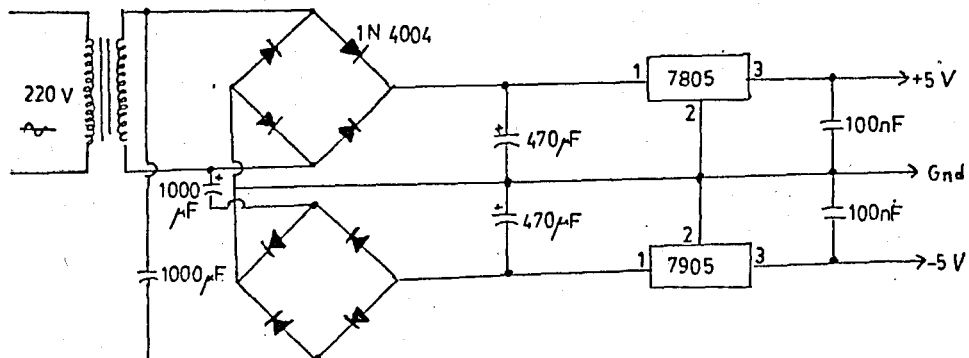 1N 4004
220 V
1
7805
3
2
+5 V
+
470µF
100nF
+
1000
µF
Gnd
+
470µF
100nF
2
1
7905
3
-5 V
1000µF